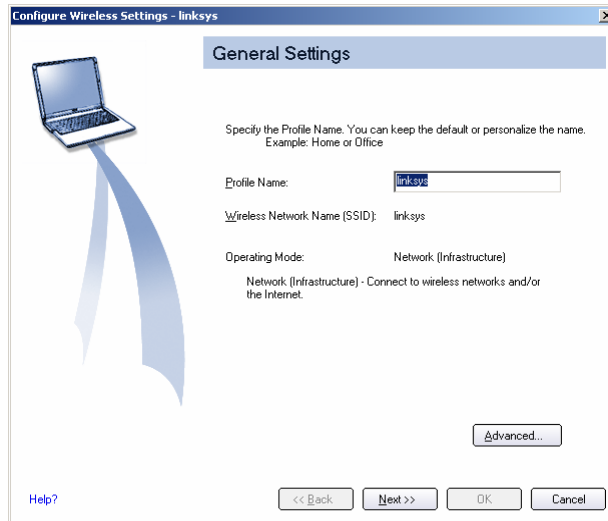 Configure Wireless Settings - linksys
General Settings
Specify the Profile Name. You can keep the default or personalize the name.
Example: Home or Office
Profile Name: linksys
Wireless Network Name (SSID): linksys
Operating Mode: Network (Infrastructure)
Network (Infrastructure) - Connect to wireless networks and/or
the Internet.
Advanced...
Help? << Back Next >> OK Cancel